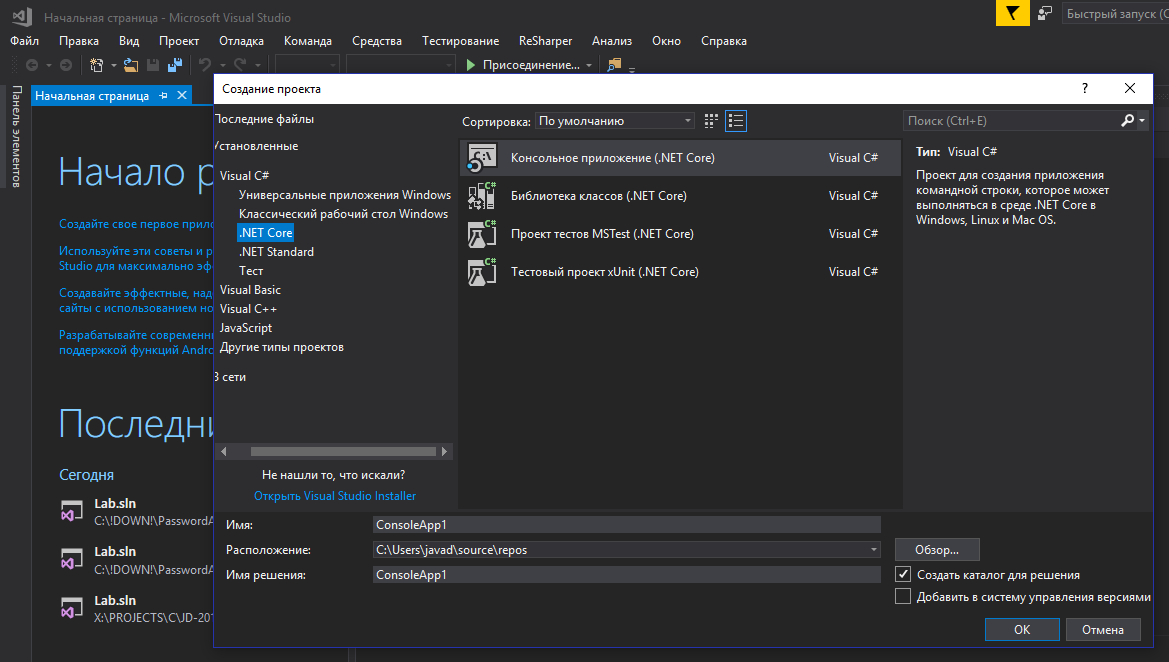 Начальная страница - Microsoft Visual Studio
Быстрый запуск (C
Файл Правка Вид Проект Отладка Команда Средства Тестирование ReSharper Анализ Окно Справка
Присоединение...
Панель элементов
Начальная страница
Начало р
Создайте свое первое прило
Используйте эти советы и р
Studio для максимально эф
Создавайте эффективные, над
сайты с использованием но
Разрабатывайте современн
поддержкой функций Andro
Последни
Сегодня
Lab.sln
C:\!DOWN!\PasswordA
Lab.sln
C:\!DOWN!\PasswordA
Lab.sln
X:\PROJECTS\C\JD-201
Создание проекта
?
Последние файлы
Установленные
Visual C#
Универсальные приложения Windows
Классический рабочий стол Windows
.NET Core
.NET Standard
Тест
Visual Basic
Visual C++
JavaScript
Другие типы проектов
В сети
Не нашли то, что искали?
Открыть Visual Studio Installer
Сортировка: По умолчанию
Консольное приложение (.NET Core) Visual C#
Библиотека классов (.NET Core) Visual C#
Проект тестов MSTest (.NET Core) Visual C#
Тестовый проект xUnit (.NET Core) Visual C#
Поиск (Ctrl+E)
Тип: Visual C#
Проект для создания приложения
командной строки, которое может
выполняться в среде .NET Core в
Windows, Linux и Mac OS.
Имя: ConsoleApp1
Расположение: C:\Users\javad\source\repos
Обзор...
Имя решения: ConsoleApp1
Создать каталог для решения
Добавить в систему управления версиями
OK Отмена